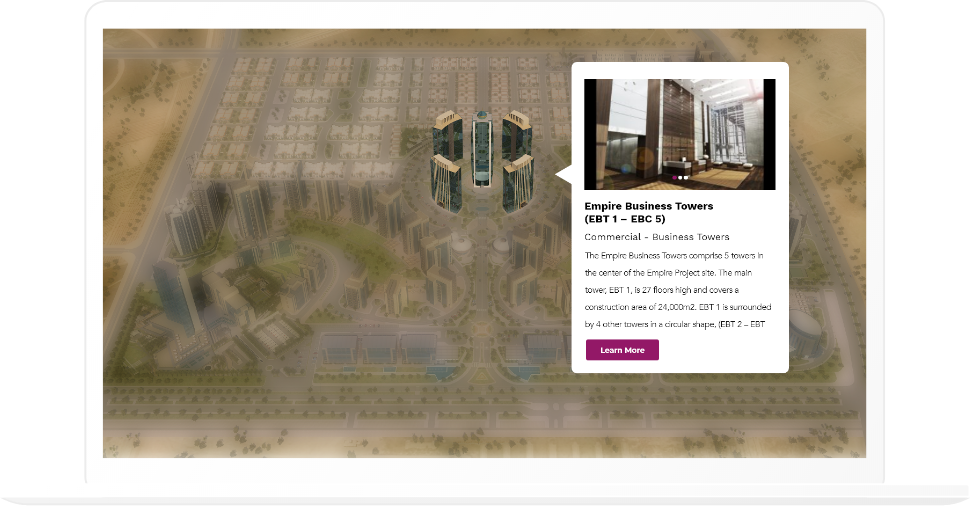 Empire Business Towers
(EBT 1 – EBC 5)
Commercial - Business Towers
The Empire Business Towers comprise 5 towers in
the center of the Empire Project site. The main
tower, EBT 1, is 27 floors high and covers a
construction area of 24,000m2. EBT 1 is surrounded
by 4 other towers in a circular shape, (EBT 2 – EBT
Learn More